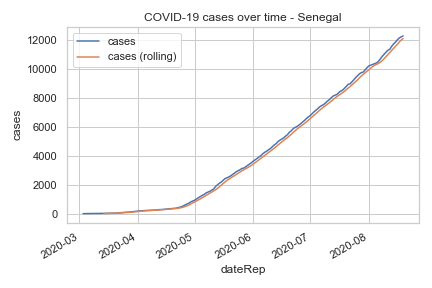 COVID-19 cases over time - Senegal
cases
cases (rolling)
12000
10000
8000
6000
4000
2000
0
cases
2020-03
2020-04
2020-05
2020-06
2020-07
2020-08
dateRep